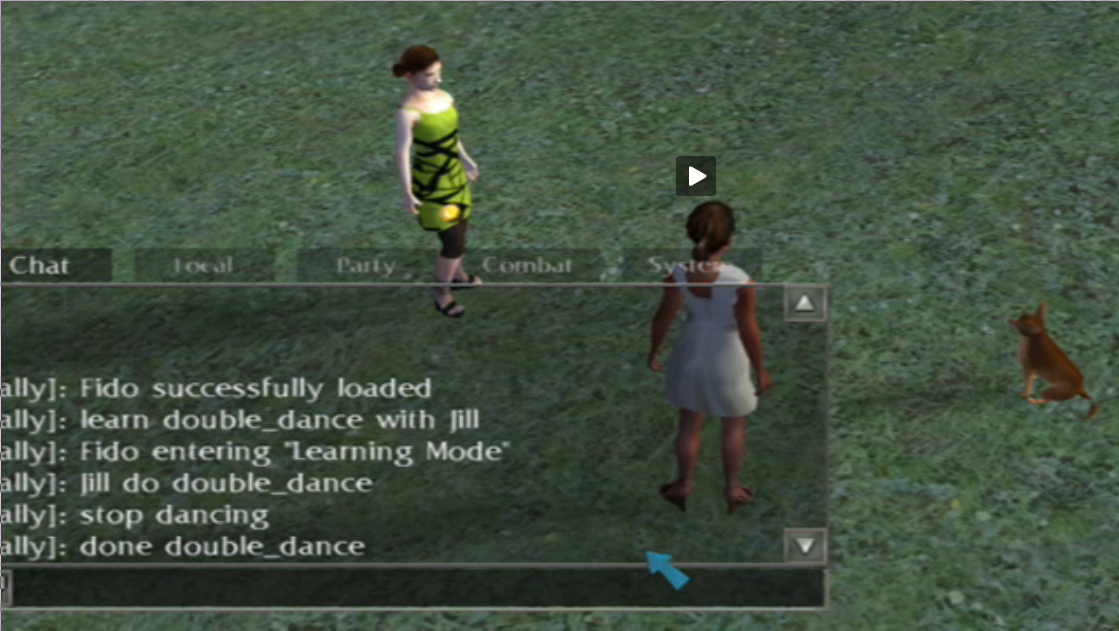 Chat Local Party Combat System
ally]: Fido successfully loaded
ally]: learn double_dance with Jill
ally]: Fido entering "Learning Mode"
ally]: Jill do double_dance
ally]: stop dancing
ally]: done double_dance